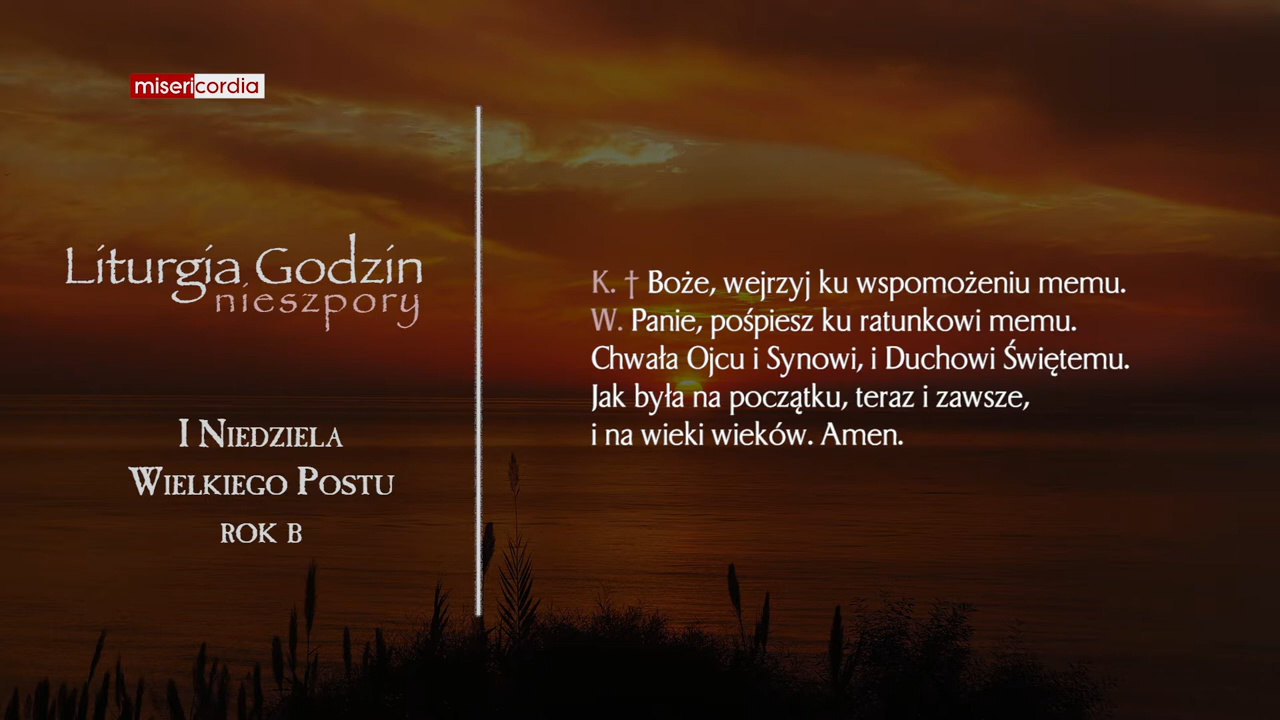 misericordia
Liturgia Godzin
nieszpory
I Niedziela
Wielkiego Postu
rok b
K. † Boże, wejrzyj ku wspomożeniu memu.
W. Panie, pośpiesz ku ratunkowi memu.
Chwała Ojcu i Synowi, i Duchowi Świętemu.
Jak była na początku, teraz i zawsze,
i na wieki wieków. Amen.